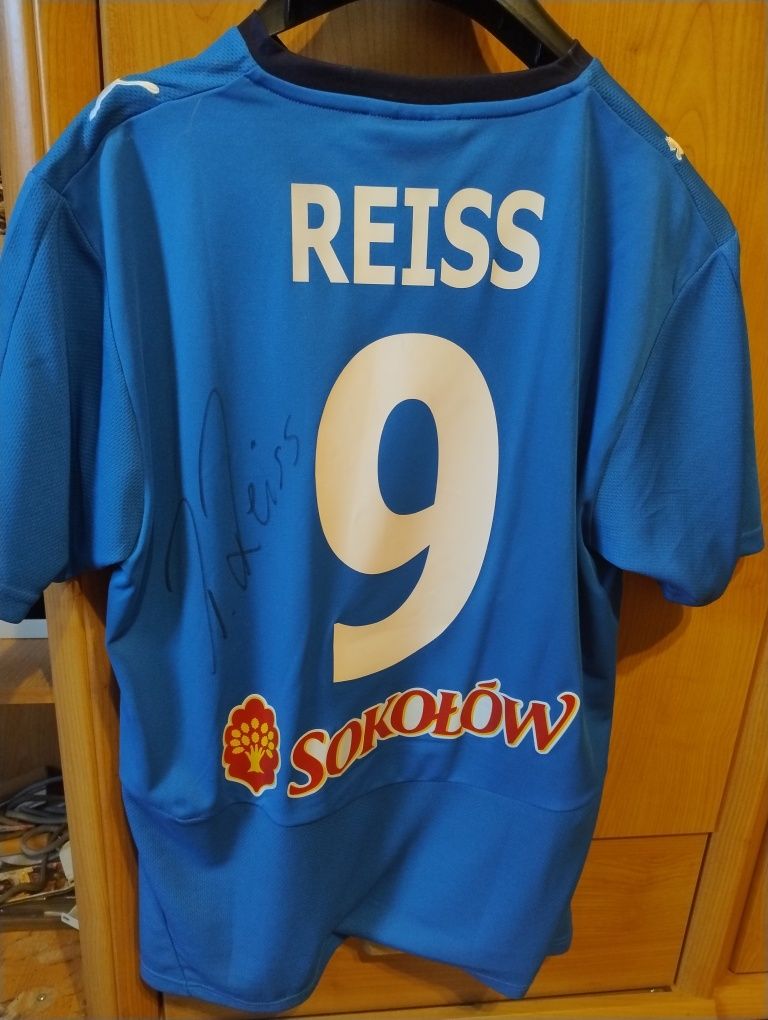 REISS
P. Reiss
9
SOKOŁÓW